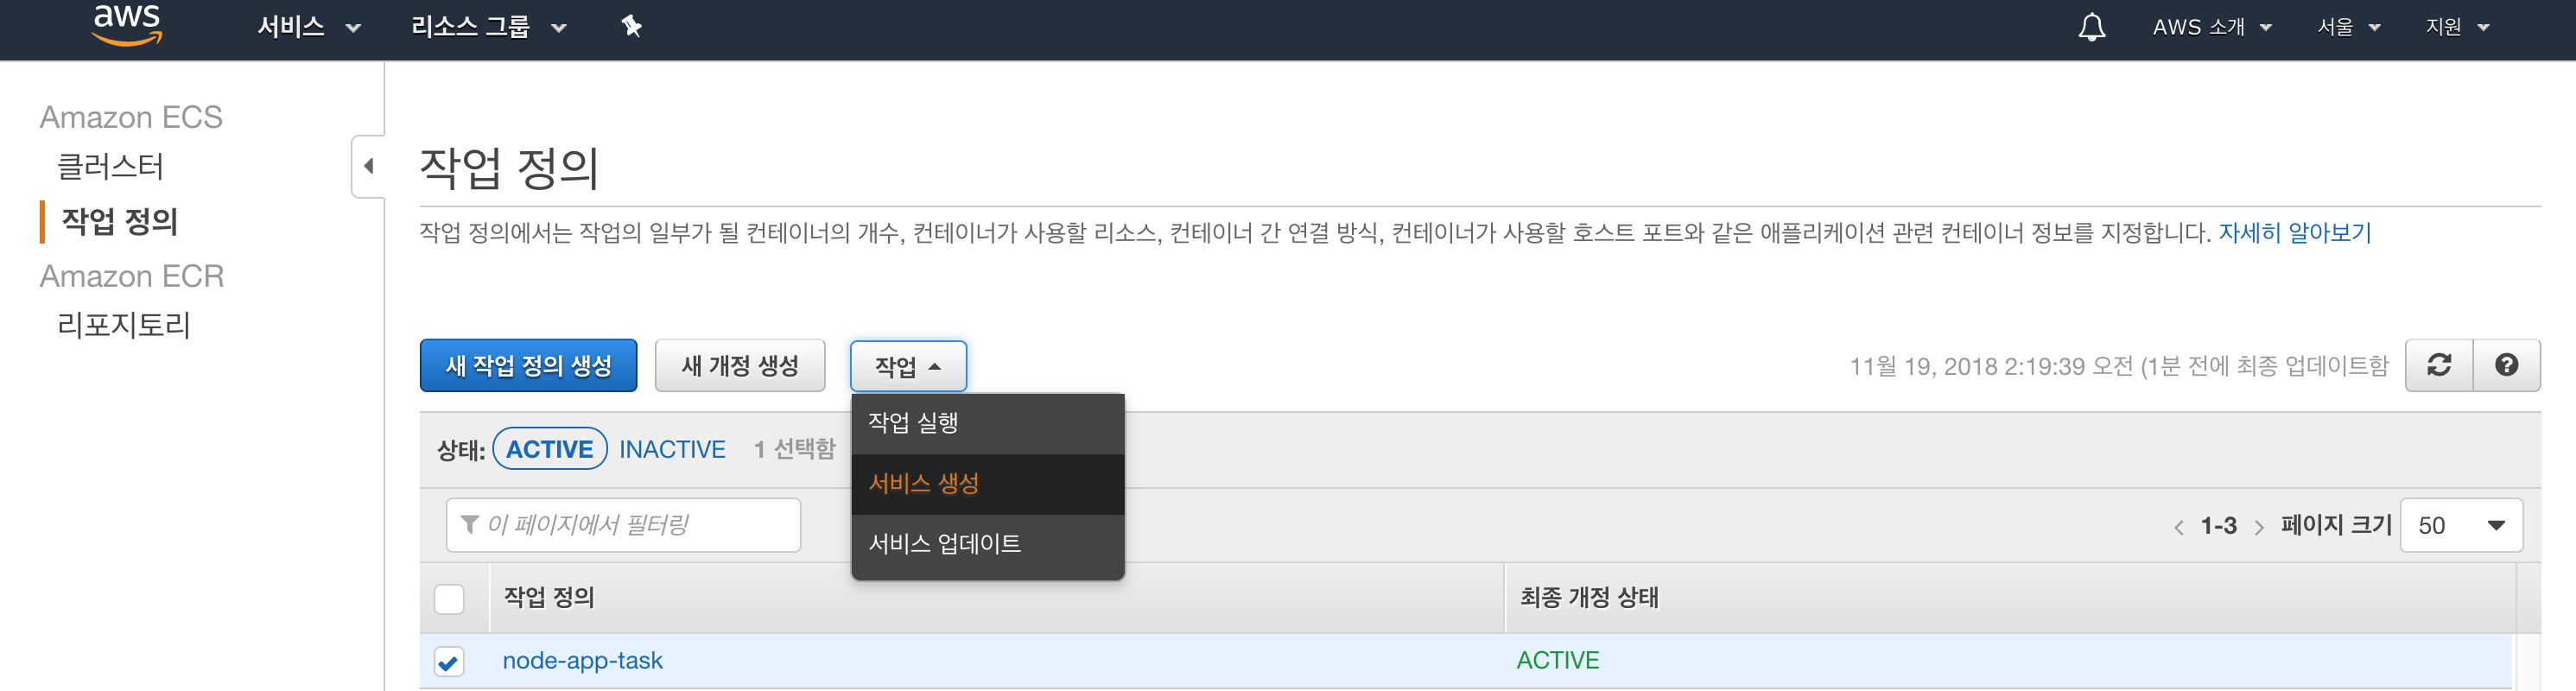 aws 서비스 리소스 그룹 AWS 소개 서울 지원
Amazon ECS
클러스터
작업 정의
Amazon ECR
리포지토리
작업 정의
작업 정의에서는 작업의 일부가 될 컨테이너의 개수, 컨테이너가 사용할 리소스, 컨테이너 간 연결 방식, 컨테이너가 사용할 호스트 포트와 같은 애플리케이션 관련 컨테이너 정보를 지정합니다. 자세히 알아보기
새 작업 정의 생성 새 개정 생성 작업 11월 19, 2018 2:19:39 오전 (1분 전에 최종 업데이트함
작업 실행
서비스 생성
서비스 업데이트
상태: ACTIVE INACTIVE 1 선택함
이 페이지에서 필터링 1-3 페이지 크기 50
작업 정의 최종 개정 상태
node-app-task ACTIVE